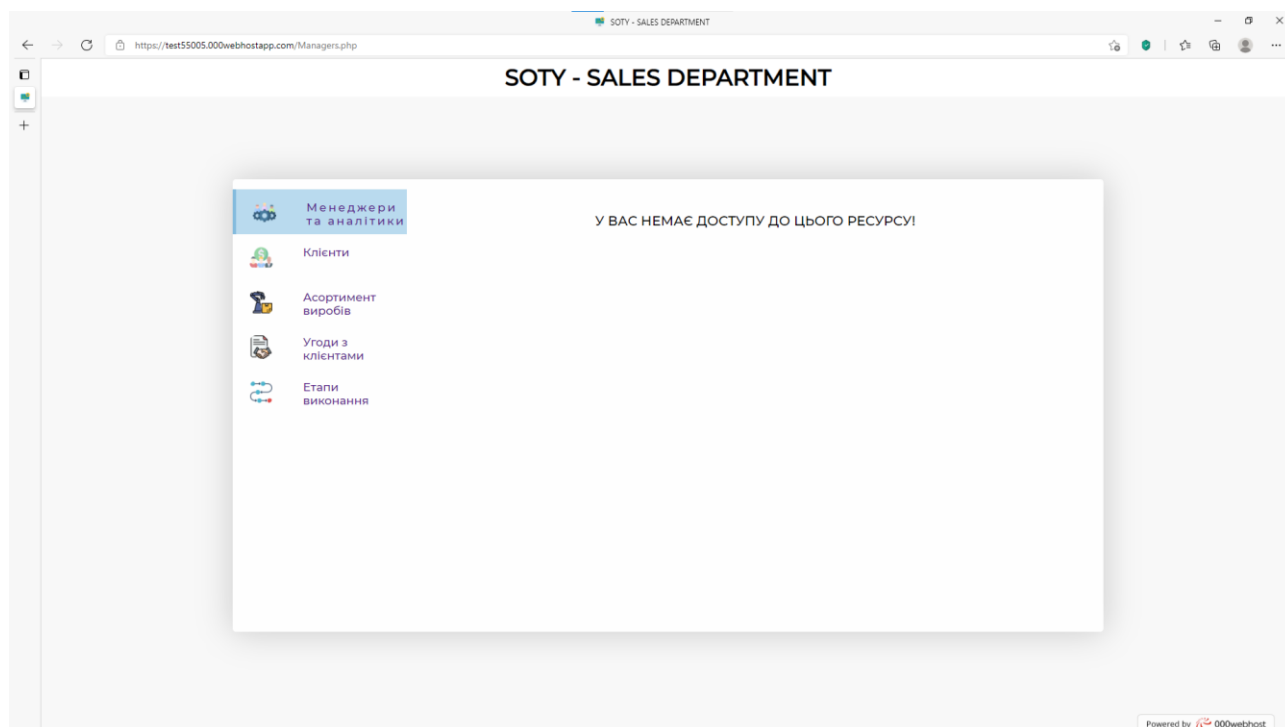 SOTY - SALES DEPARTMENT
https://test55005.000webhostapp.com/Managers.php
SOTY - SALES DEPARTMENT
Менеджери
та аналітики
У ВАС НЕМАЄ ДОСТУПУ ДО ЦЬОГО РЕСУРСУ!
Клієнти
Асортимент
виробів
Угоди з
клієнтами
Етапи
виконання
Powered by 000webhost